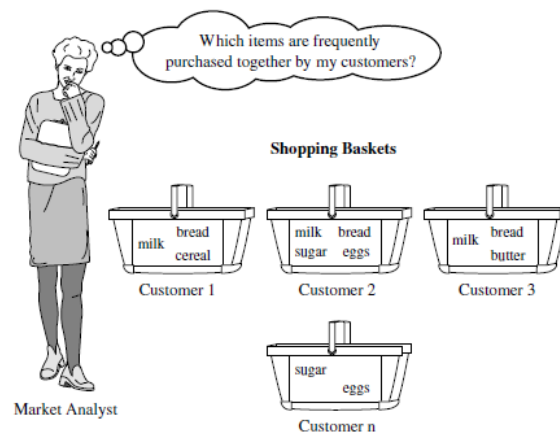 Which items are frequently
purchased together by my customers?
Shopping Baskets
milk bread
cereal
Customer 1
milk bread
sugar eggs
Customer 2
milk bread
butter
Customer 3
sugar
eggs
Customer n
Market Analyst